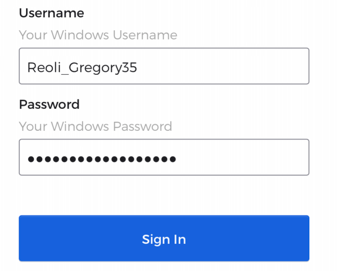 Username
Your Windows Username
Reoli_Gregory35
Password
Your Windows Password
••••••••••••••••••
Sign In